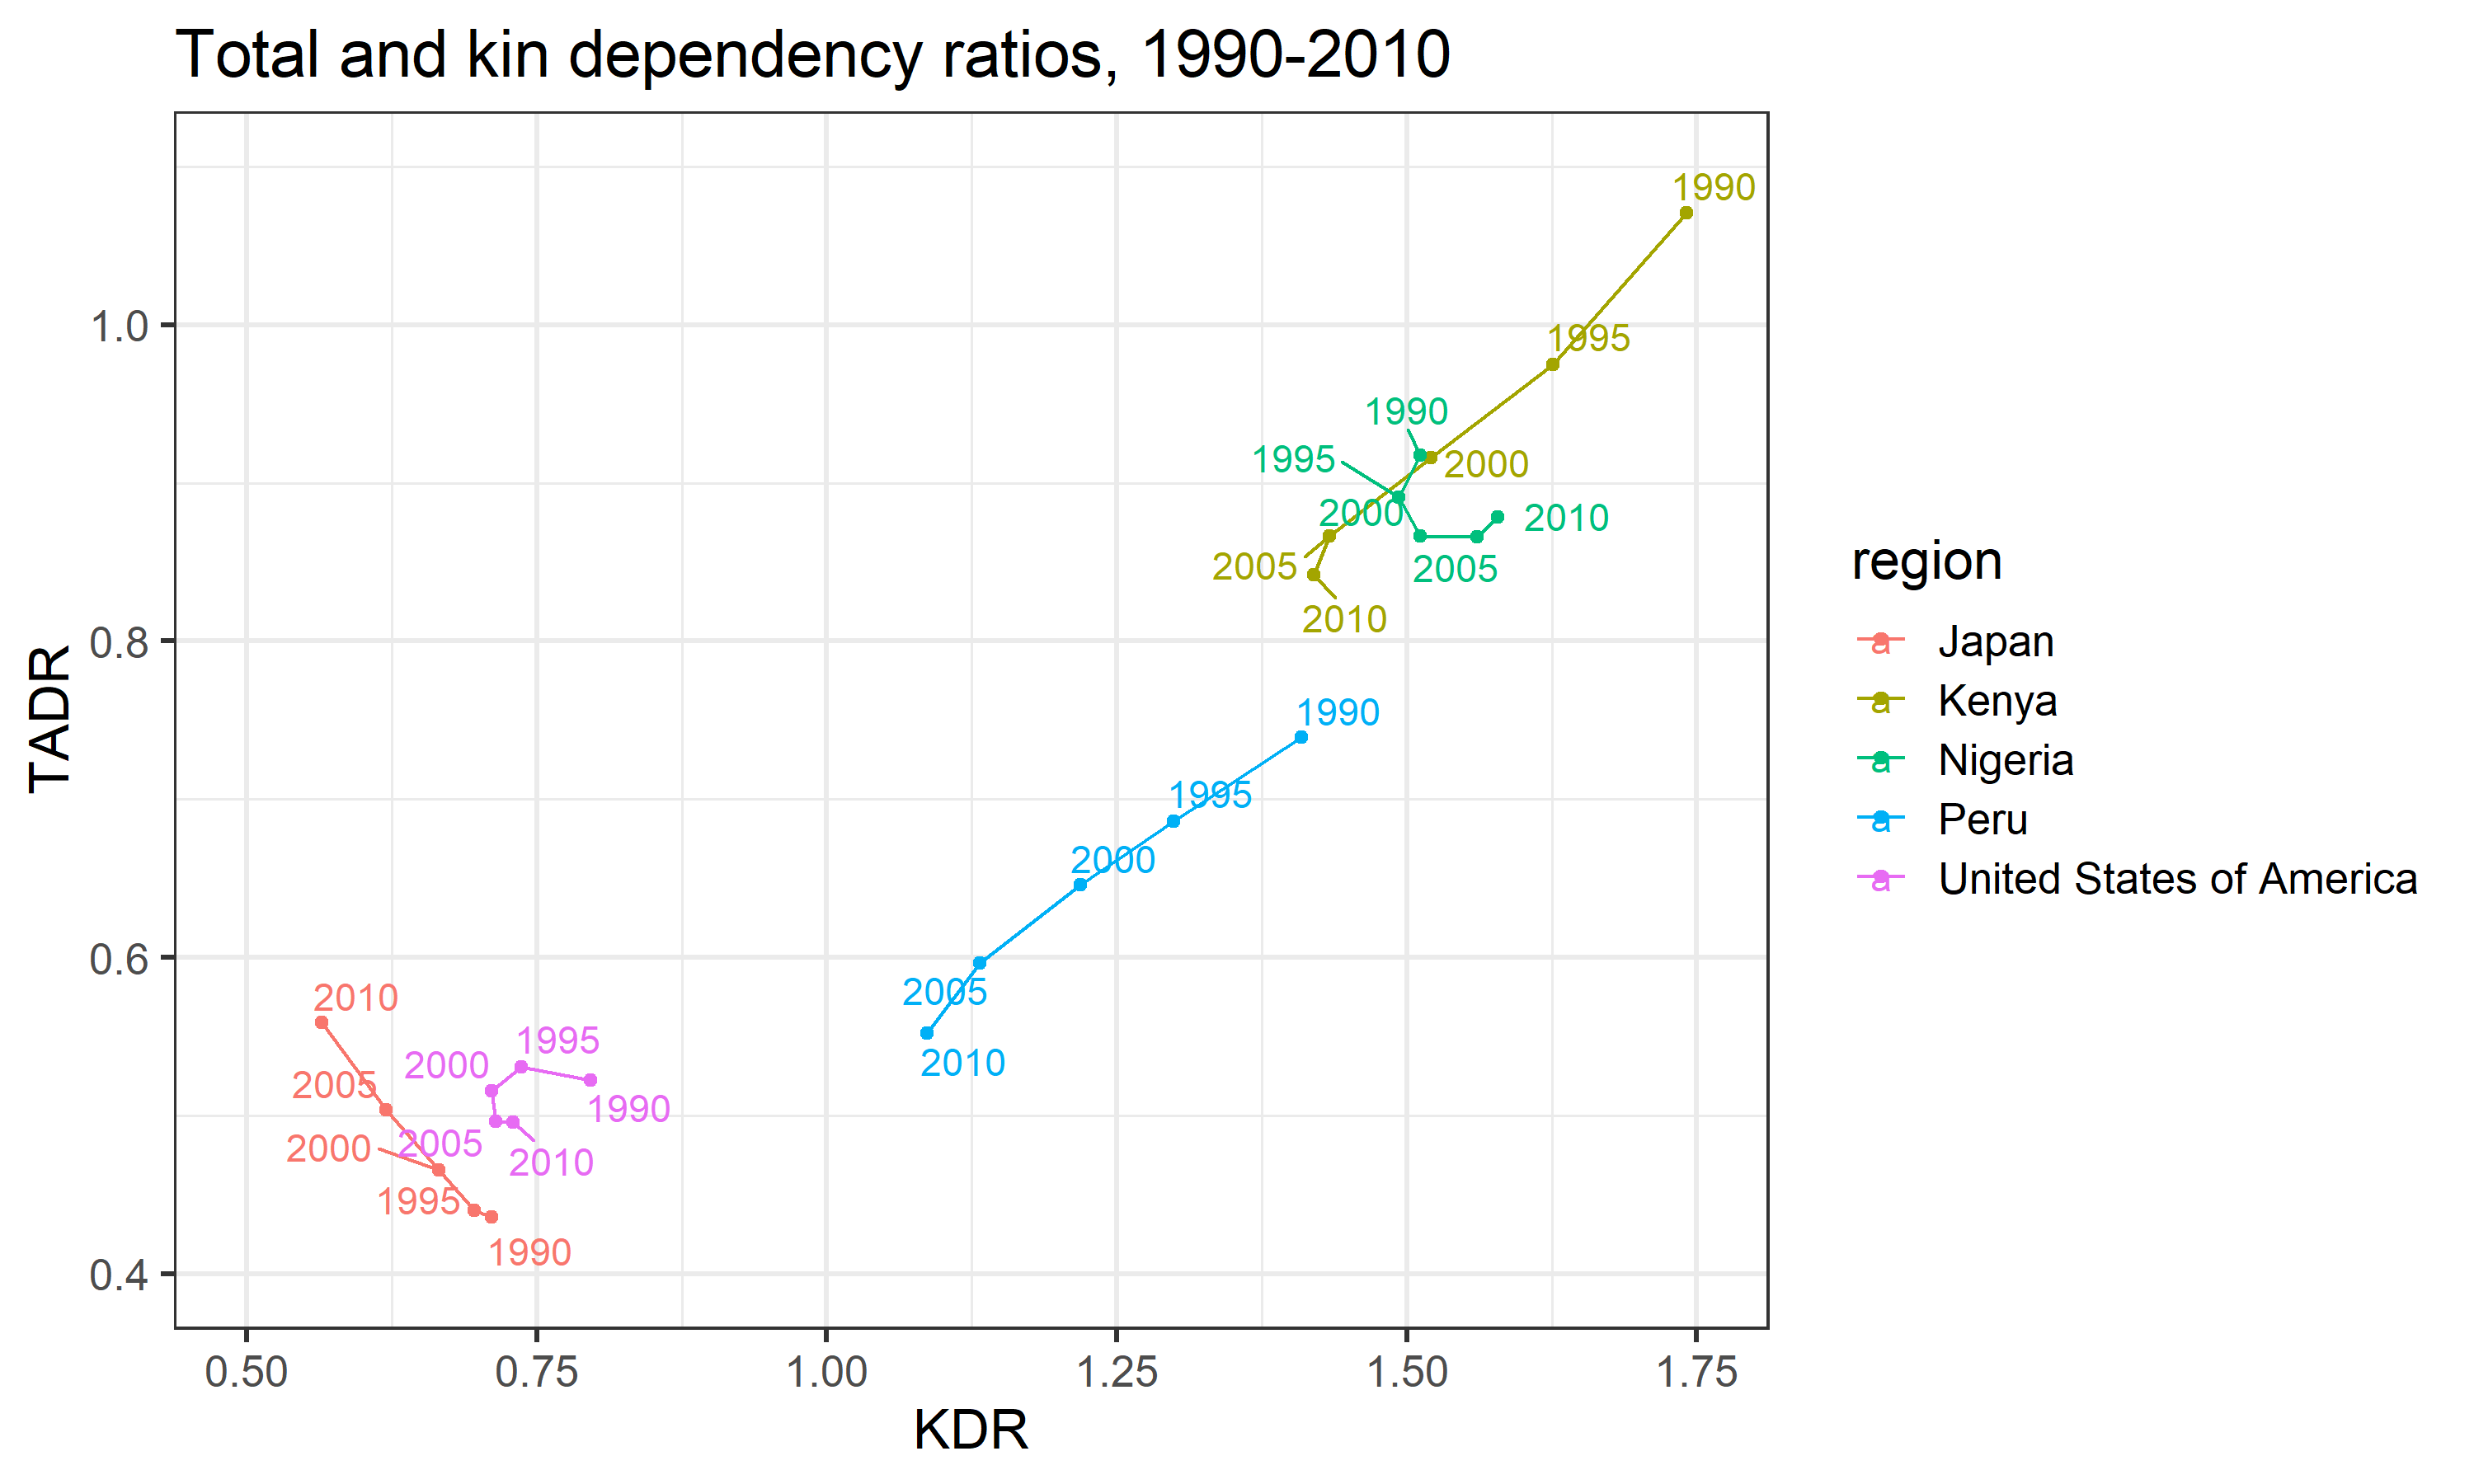 Total and kin dependency ratios, 1990-2010
1990
1.0
1995
1990
1995
2000
2000
2010
2005
2005
2010
region
Japan
Kenya
Nigeria
Peru
United States of America
a
a
a
a
a
0.8
TADR
1990
1995
2000
0.6
2005
2010
2010
1995
2000
2005
1990
2005
2000
2010
1995
1990
0.4
0.50
0.75
1.00
1.25
1.50
1.75
KDR